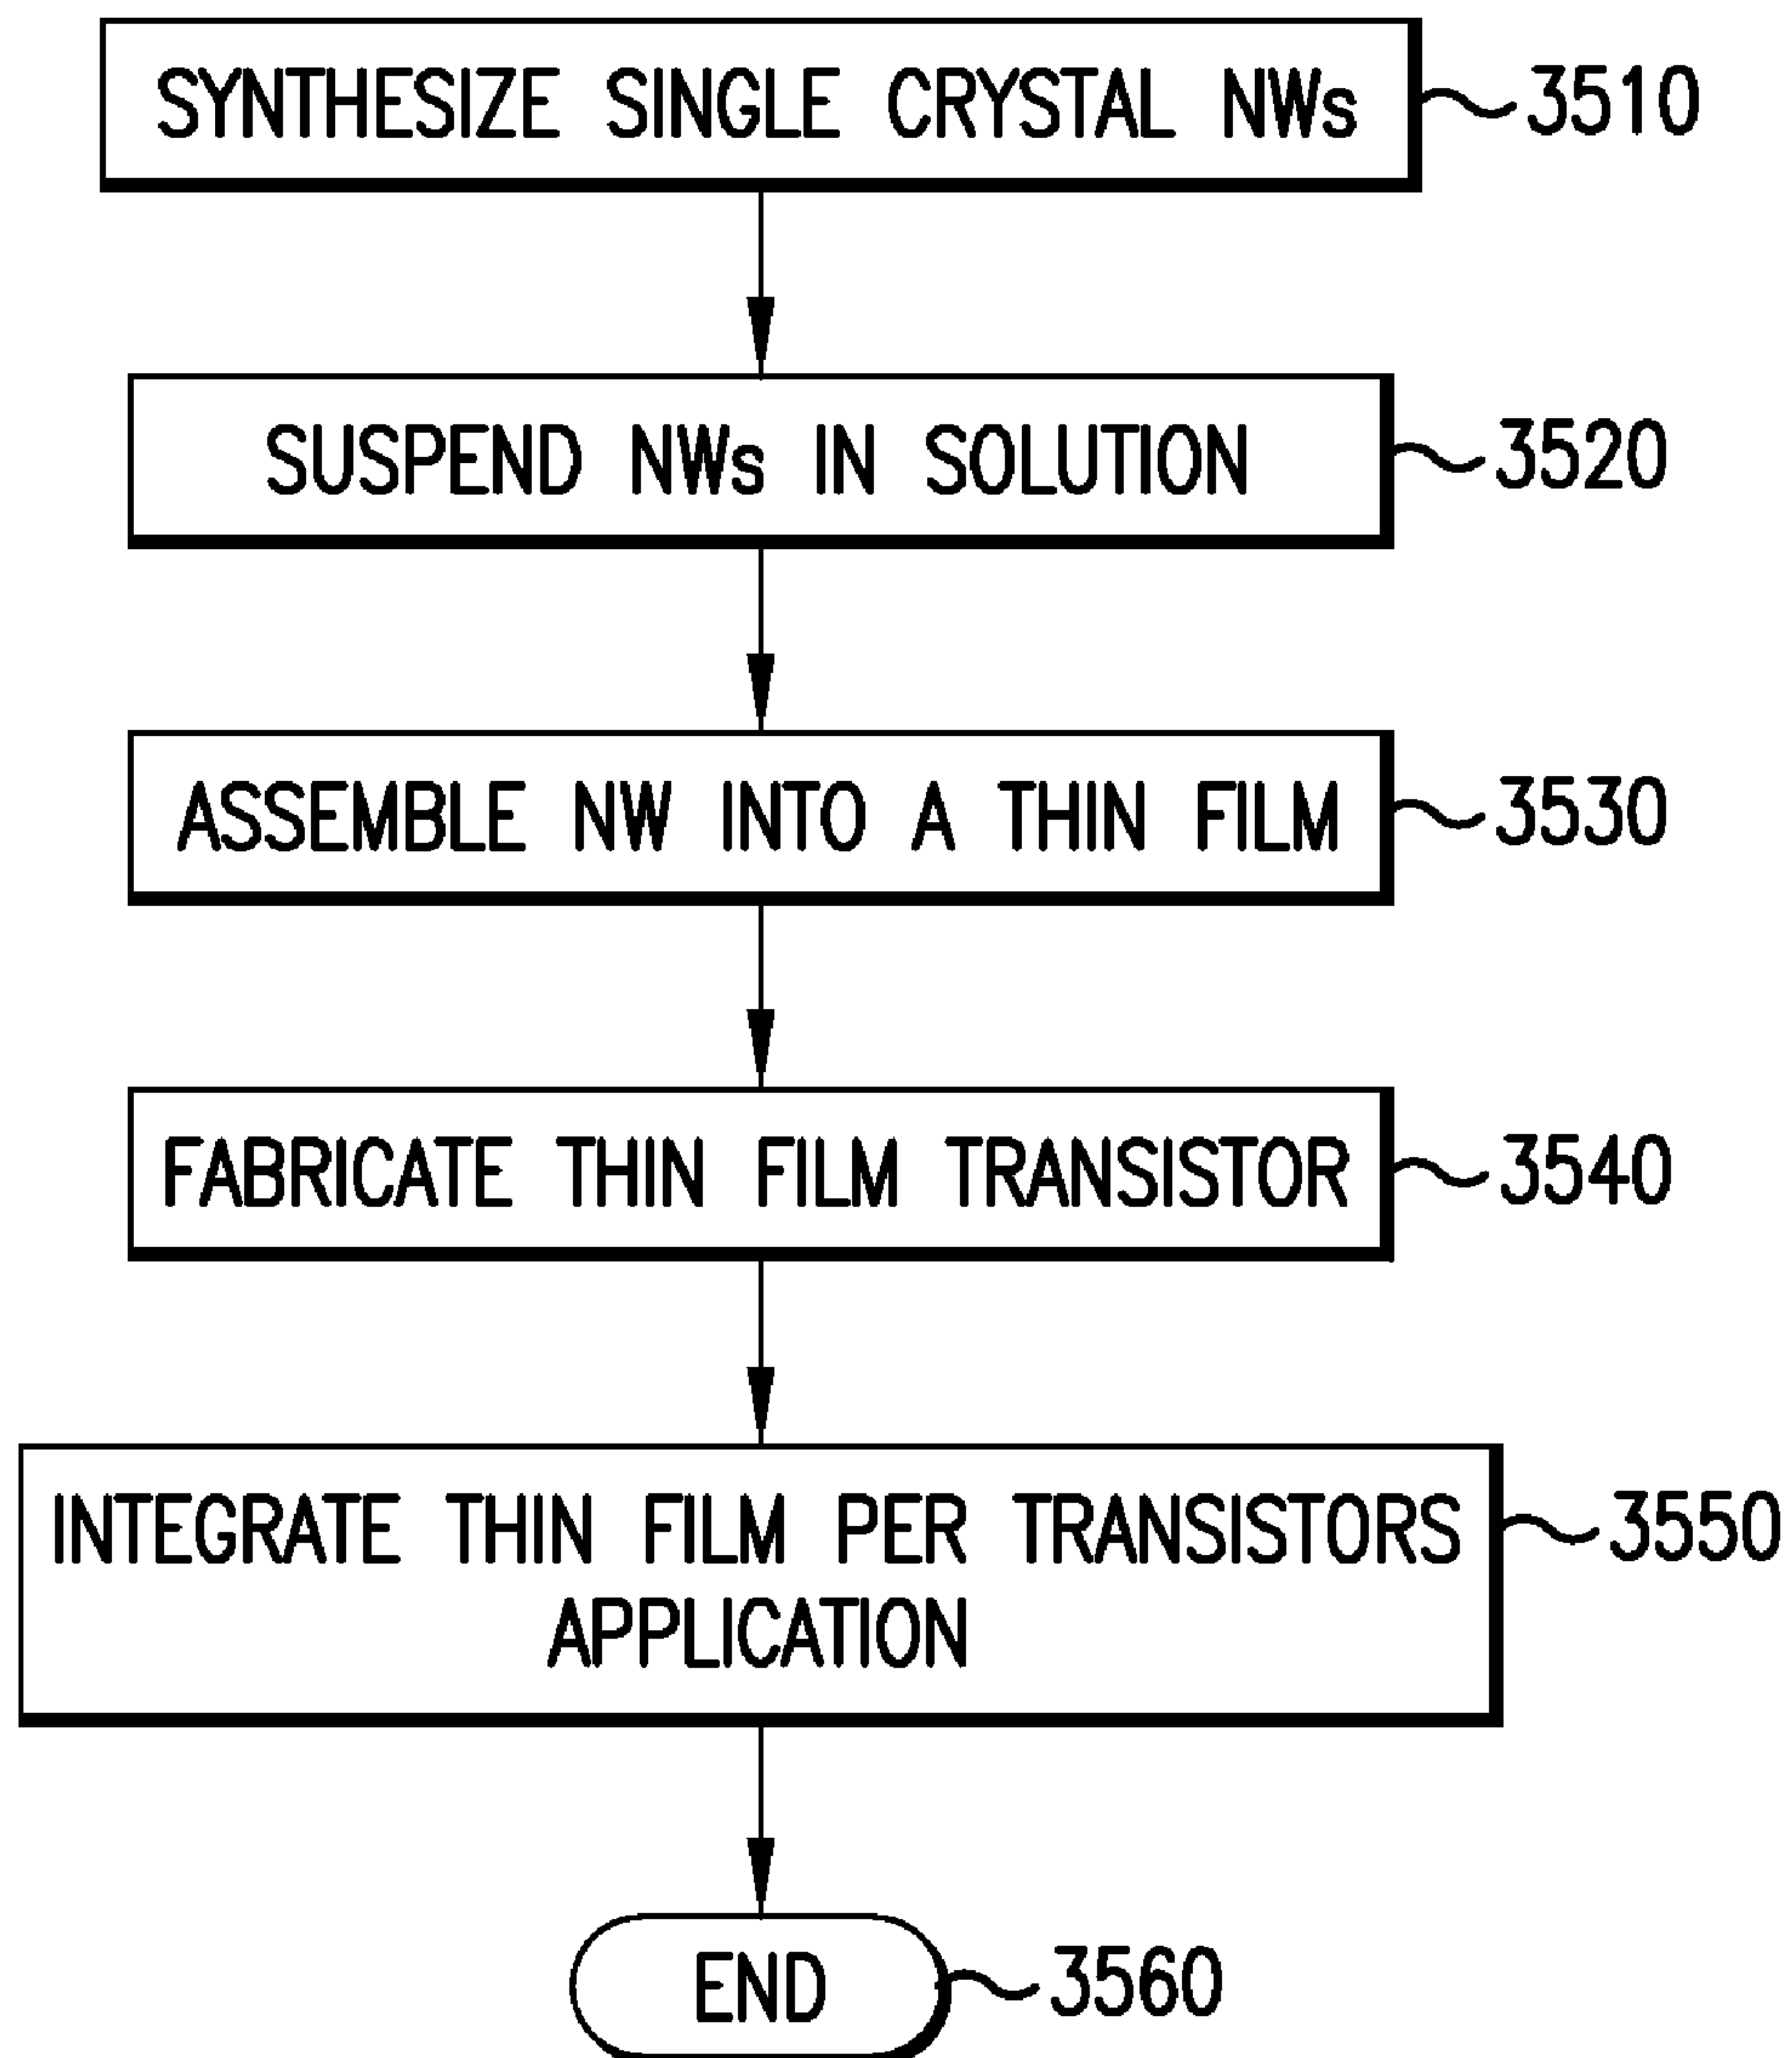 SYNTHESIZE SINGLE CRYSTAL NWs 3510
SUSPEND NWs IN SOLUTION 3520
ASSEMBLE NW INTO A THIN FILM 3530
FABRICATE THIN FILM TRANSISTOR 3540
INTEGRATE THIN FILM PER TRANSISTORS 3550
APPLICATION
END 3560